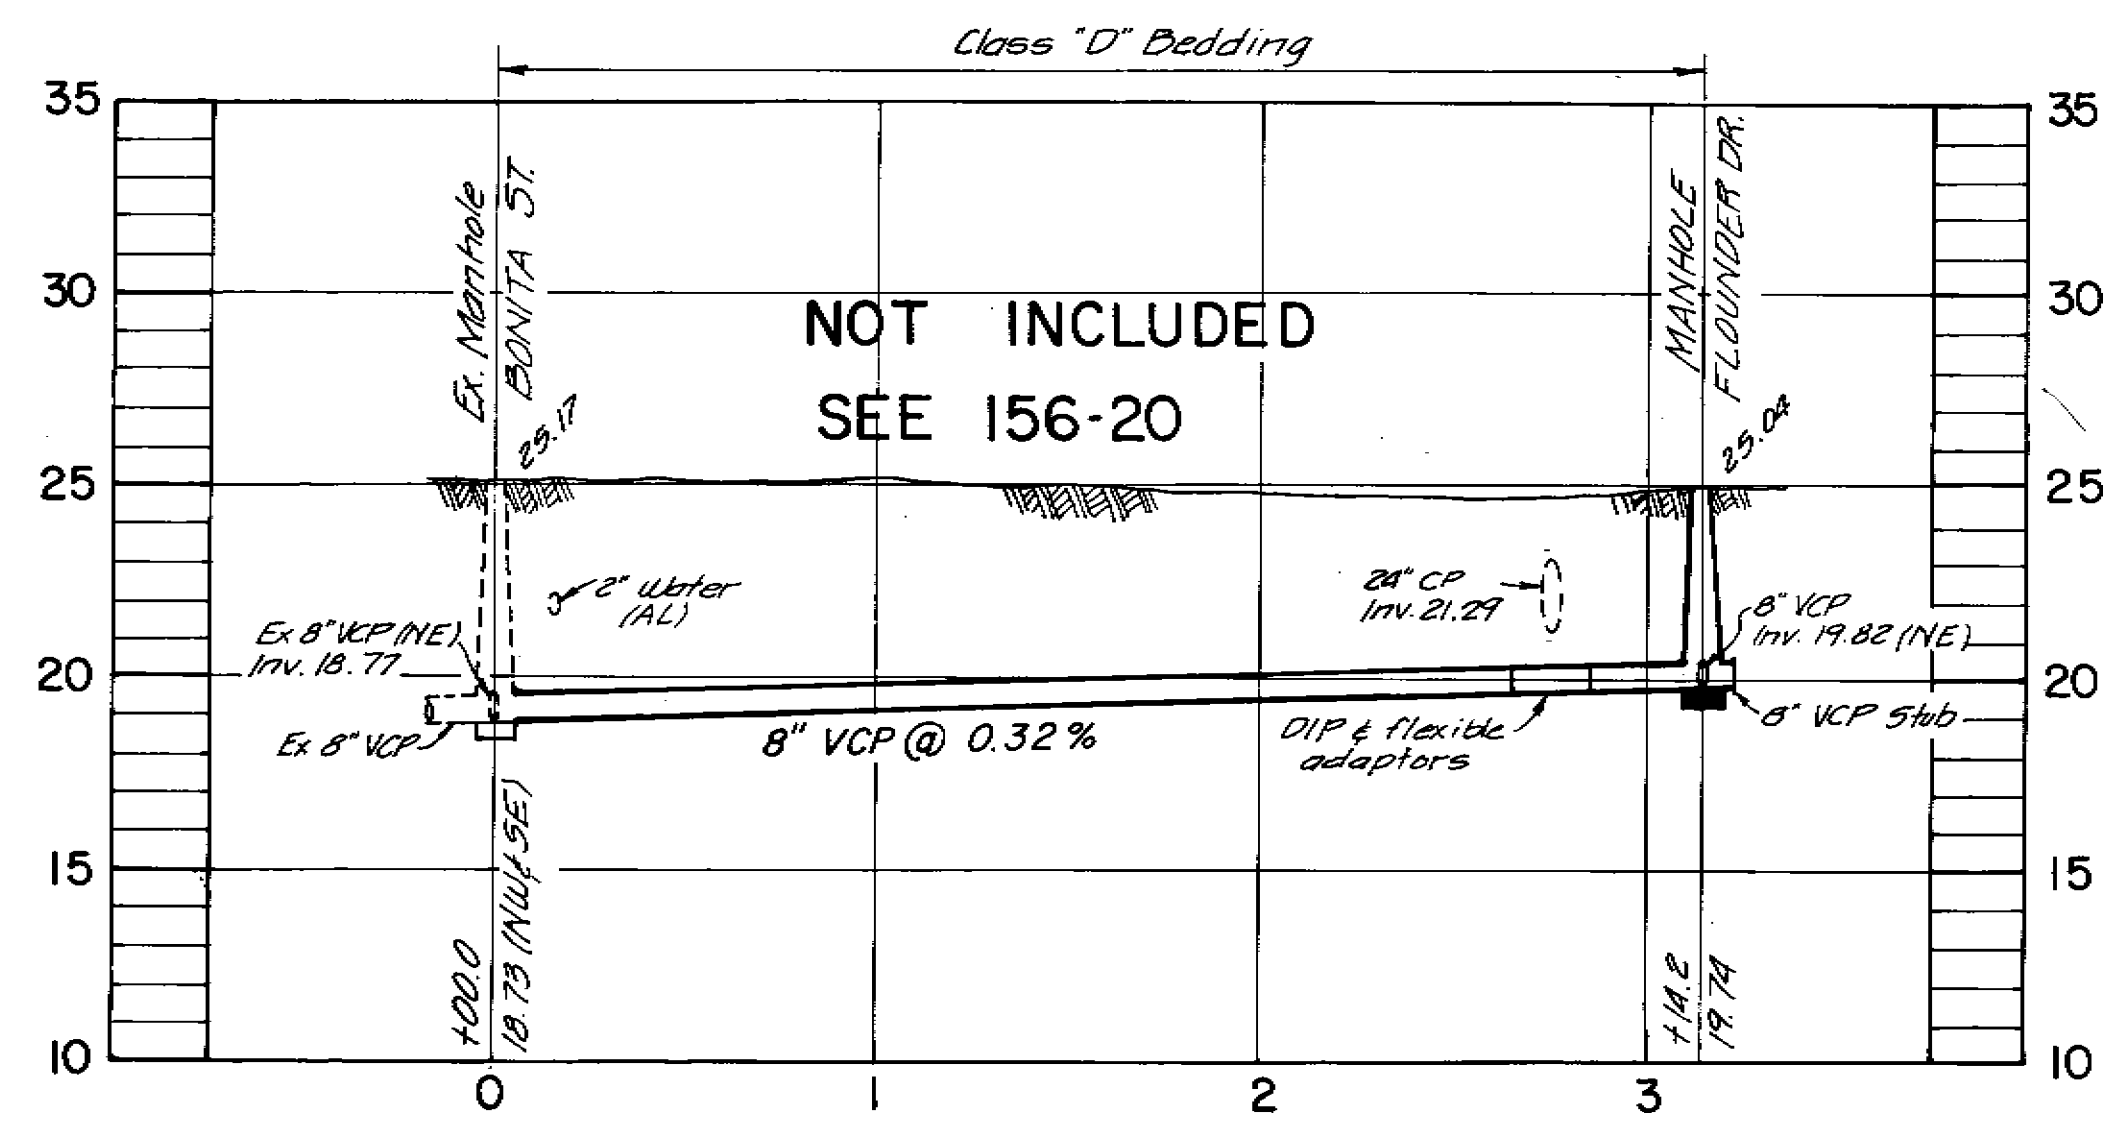 Class "D" Bedding
35
35
Ex. Manhole
BONITA ST.
MANHOLE
FLOUNDER DR.
30
30
NOT INCLUDED
SEE 156-20
25.17
25.04
25
25
2" Water
(AL)
24" CP
Inv. 21.29
Ex 8" VCP (NE)
Inv. 18.77
8" VCP
Inv. 19.82 (NE)
20
20
Ex 8" VCP
8" VCP @ 0.32%
DIP & flexible
adaptors
8" VCP Stub
15
15
+00.0
18.73 (NW & SE)
+14.2
19.74
10
10
0
1
2
3